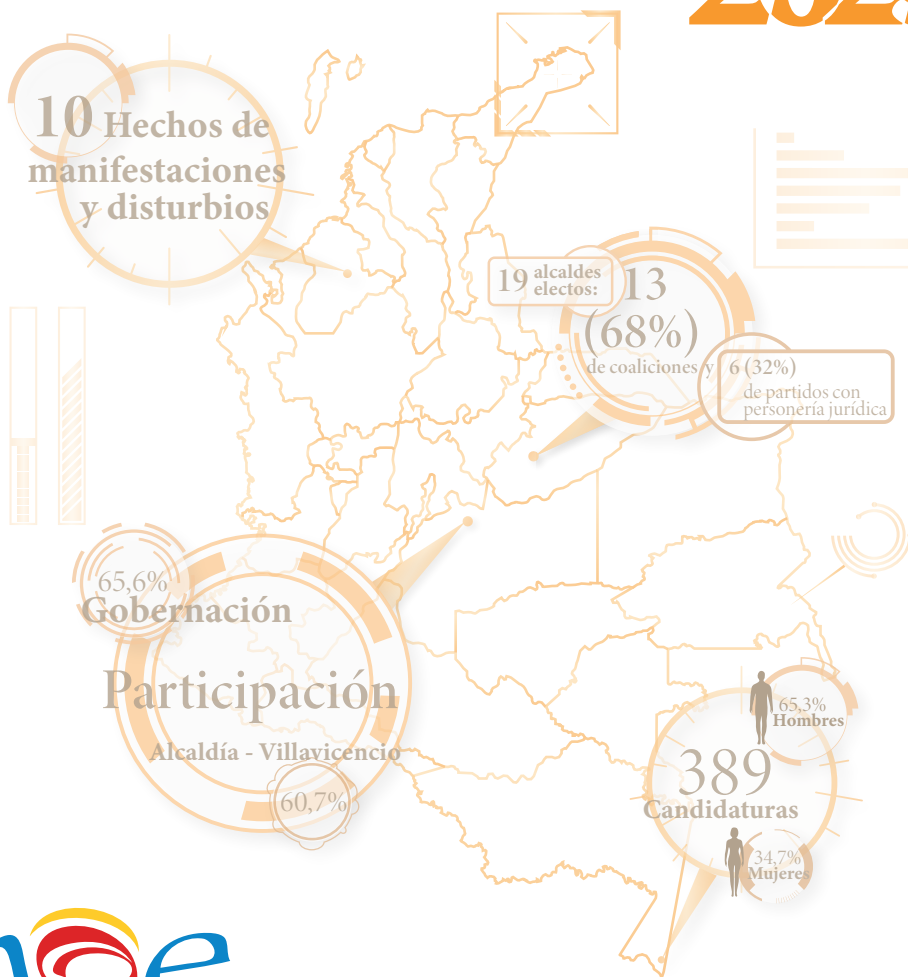 10 Hechos de
manifestaciones
y disturbios
19 alcaldes
electos:
13
(68%)
de coaliciones y
6 (32%)
de partidos con
personería jurídica
65,6%
Gobernación
Participación
Alcaldía - Villavicencio
60,7%
65,3%
Hombres
389
Candidaturas
34,7%
Mujeres